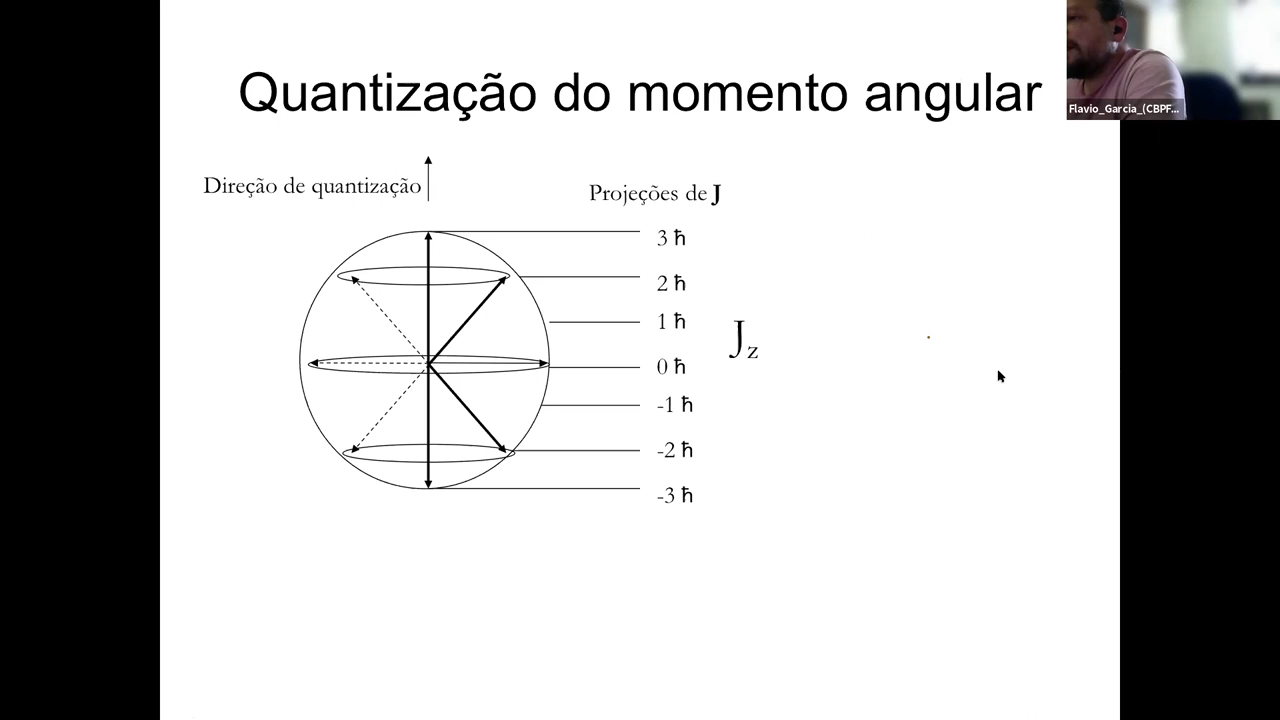 Quantização do momento angular
Flavio_Garcia_(CBPF...
Direção de quantização
Projeções de J
3 ħ
2 ħ
1 ħ
J_z
0 ħ
-1 ħ
-2 ħ
-3 ħ